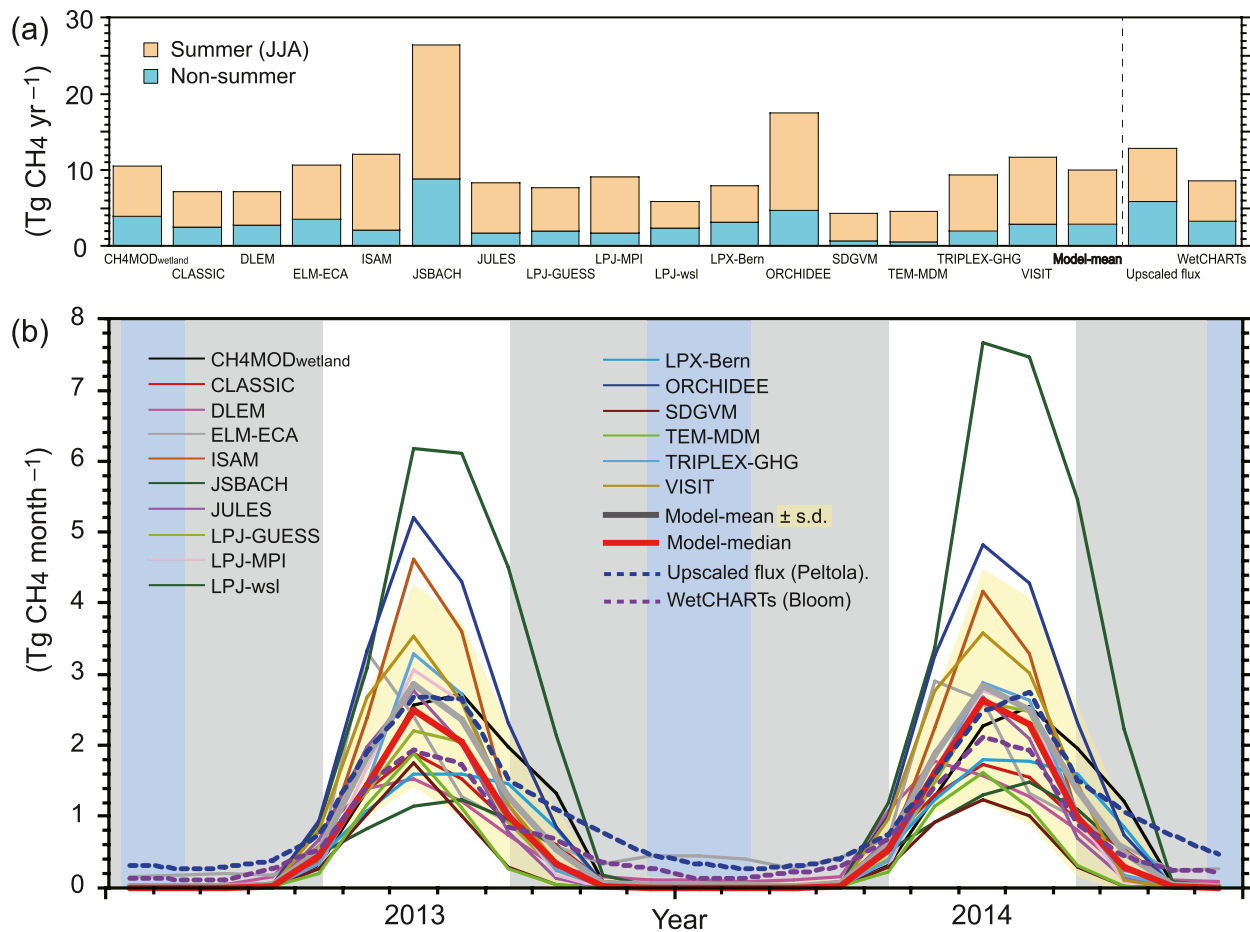 (a)
(Tg CH4 yr⁻¹)
30
20
10
0
Summer (JJA)
Non-summer
CH4MODwetland
CLASSIC
DLEM
ELM-ECA
ISAM
JSBACH
JULES
LPJ-GUESS
LPJ-MPI
LPJ-wsl
LPX-Bern
ORCHIDEE
SDGVM
TEM-MDM
TRIPLEX-GHG
VISIT
Model-mean
Upscaled flux
WetCHARTs
(b)
(Tg CH4 month⁻¹)
8
7
6
5
4
3
2
1
0
CH4MODwetland
CLASSIC
DLEM
ELM-ECA
ISAM
JSBACH
JULES
LPJ-GUESS
LPJ-MPI
LPJ-wsl
LPX-Bern
ORCHIDEE
SDGVM
TEM-MDM
TRIPLEX-GHG
VISIT
Model-mean ± s.d.
Model-median
Upscaled flux (Peltola).
WetCHARTs (Bloom)
2013
Year
2014